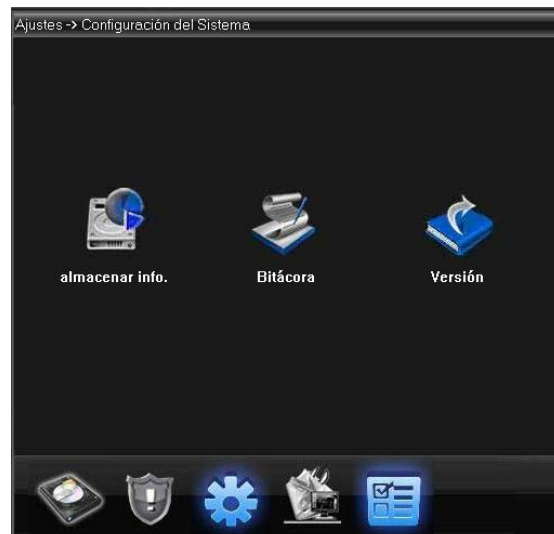 Ajustes -> Configuración del Sistema
almacenar info.
Bitácora
Versión